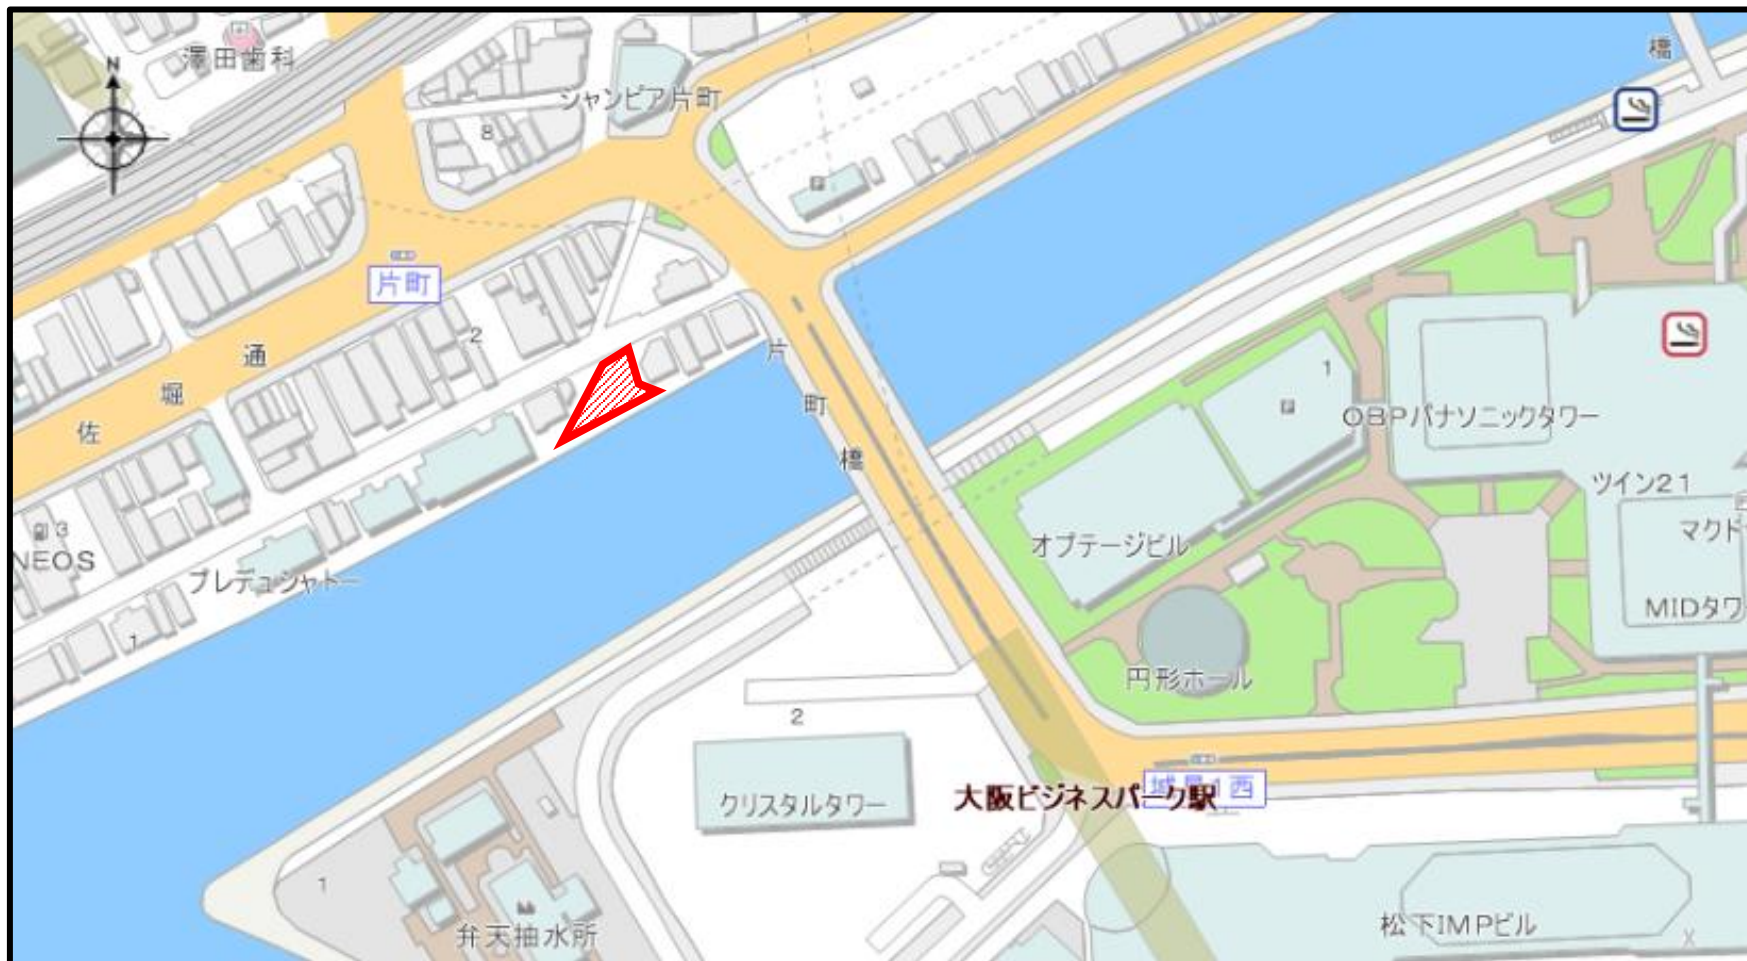 橋
澤田歯科
N
シャンビア片町
8
P
片町
通
2
片
1
堀
町
OBPパナソニックタワー
佐
橋
ツイン21
3
NEOS
マクド
オプテージビル
プレデュシャトー
MIDタワ
1
円形ホール
2
大阪ビジネスパーク駅
クリスタルタワー
1
弁天抽水所
松下IMPビル